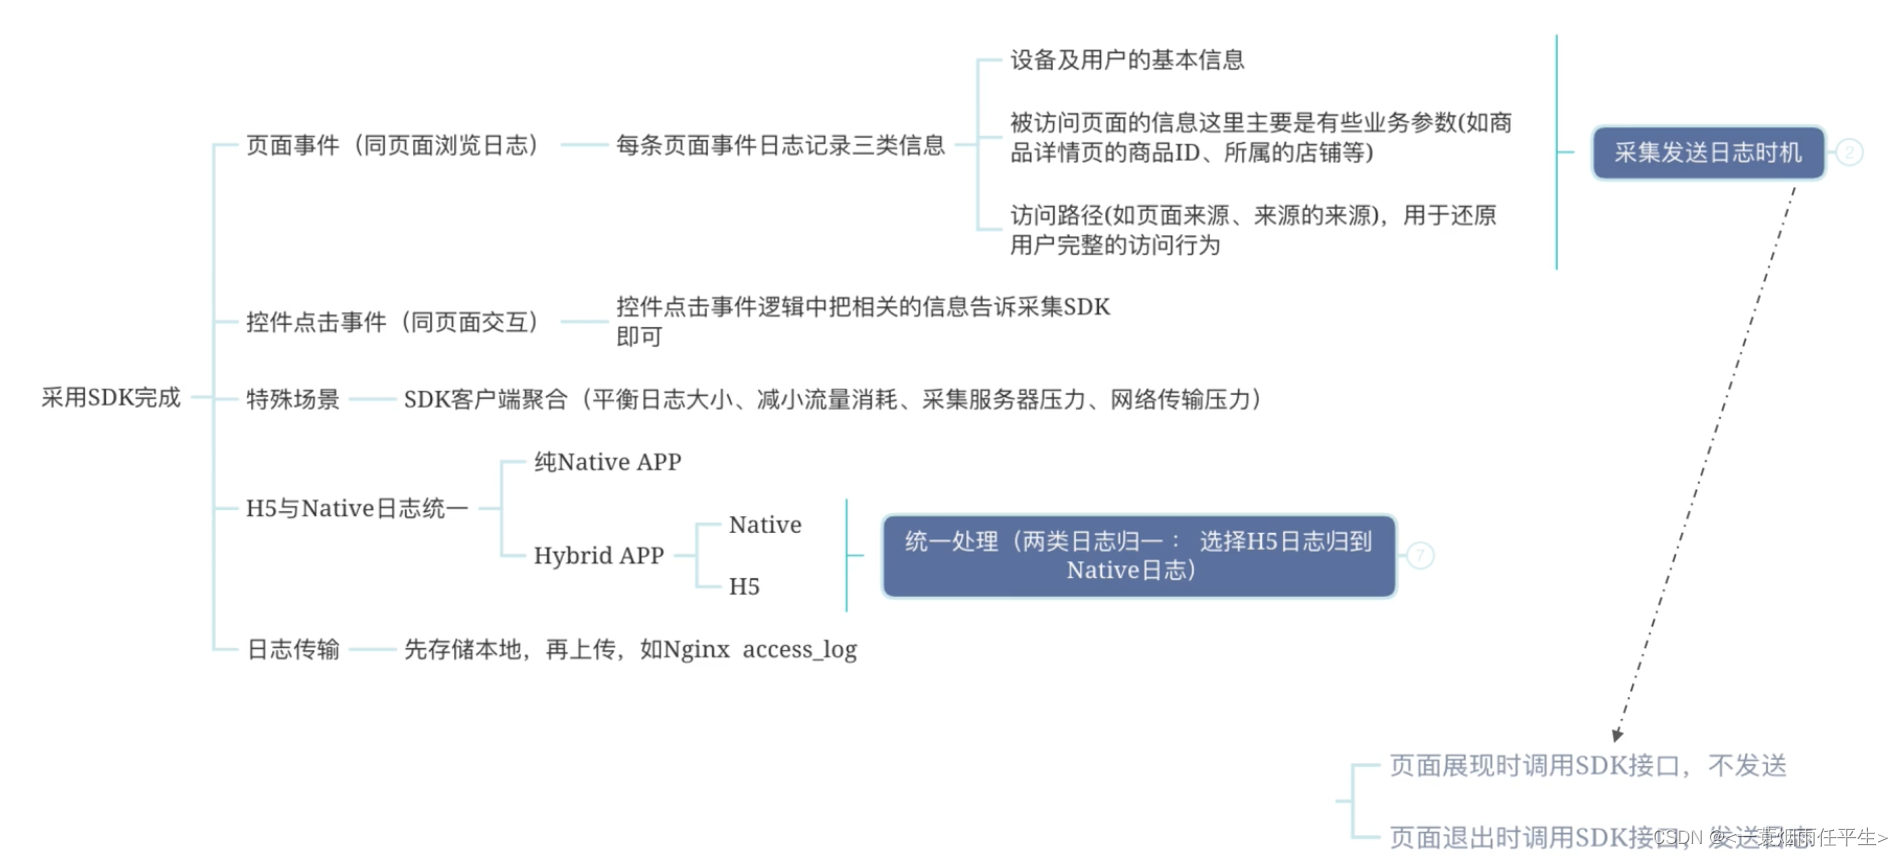 采用SDK完成
页面事件（同页面浏览日志）
每条页面事件日志记录三类信息
设备及用户的基本信息
被访问页面的信息这里主要是有些业务参数(如商
品详情页的商品ID、所属的店铺等)
访问路径(如页面来源、来源的来源)，用于还原
用户完整的访问行为
采集发送日志时机
2
控件点击事件（同页面交互）
控件点击事件逻辑中把相关的信息告诉采集SDK
即可
特殊场景
SDK客户端聚合（平衡日志大小、减小流量消耗、采集服务器压力、网络传输压力）
H5与Native日志统一
纯Native APP
Hybrid APP
Native
H5
统一处理（两类日志归一： 选择H5日志归到
Native日志）
7
日志传输
先存储本地，再上传，如Nginx access_log
页面展现时调用SDK接口，不发送
页面退出时调用SDK接口，发送日志
CSDN @<一蓑烟雨任平生>